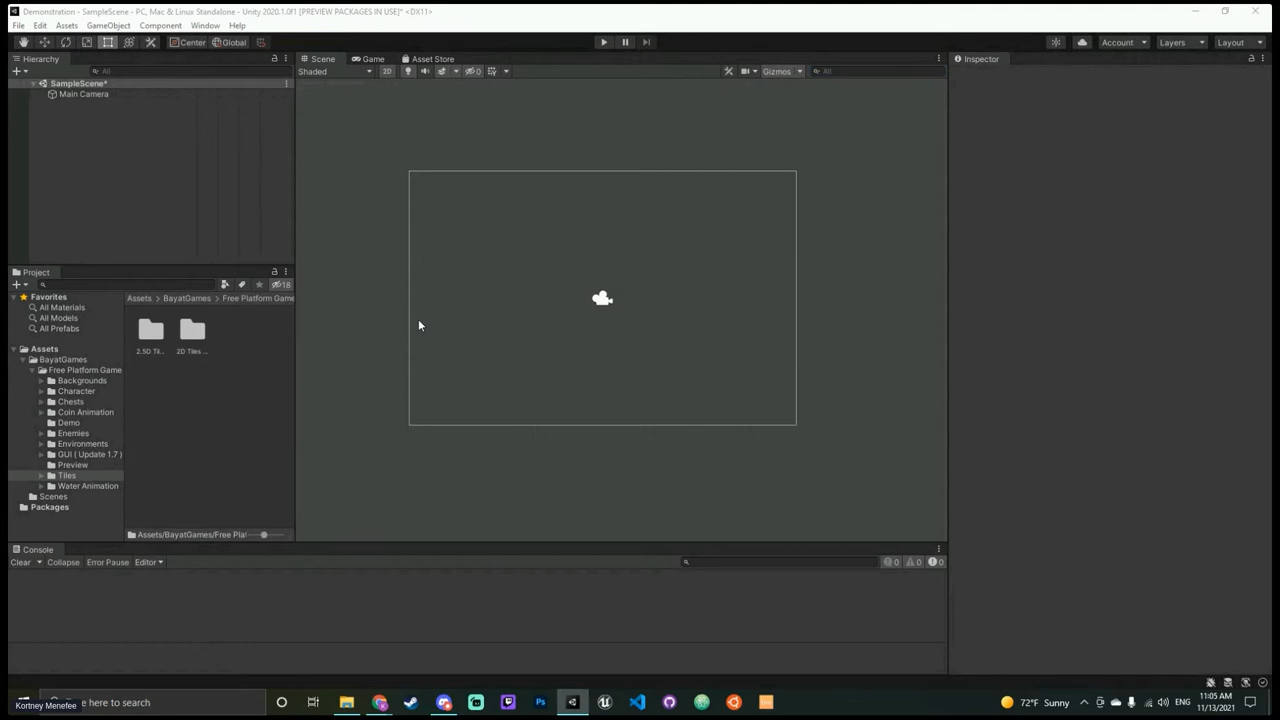 Demonstration - SampleScene - PC, Mac & Linux Standalone - Unity 2020.1.0f1 [PREVIEW PACKAGES IN USE]* <DX11>
File Edit Assets GameObject Component Window Help
Center Global Account Layers Layout
Hierarchy Scene Game Asset Store Inspector
All Shaded 2D 0 Gizmos All
SampleScene*
Main Camera
Project
18
Favorites Assets > BayatGames > Free Platform Game
All Materials
All Models
All Prefabs
Assets 2.5D Til... 2D Tiles ...
BayatGames
Free Platform Game
Backgrounds
Character
Chests
Coin Animation
Demo
Enemies
Environments
GUI ( Update 1.7 )
Preview
Tiles
Water Animation
Scenes
Packages
Assets/BayatGames/Free Plat
Console
Clear Collapse Error Pause Editor 0 0 0
Kortney Menefee
here to search
72°F Sunny ENG
11:05 AM
11/13/2021